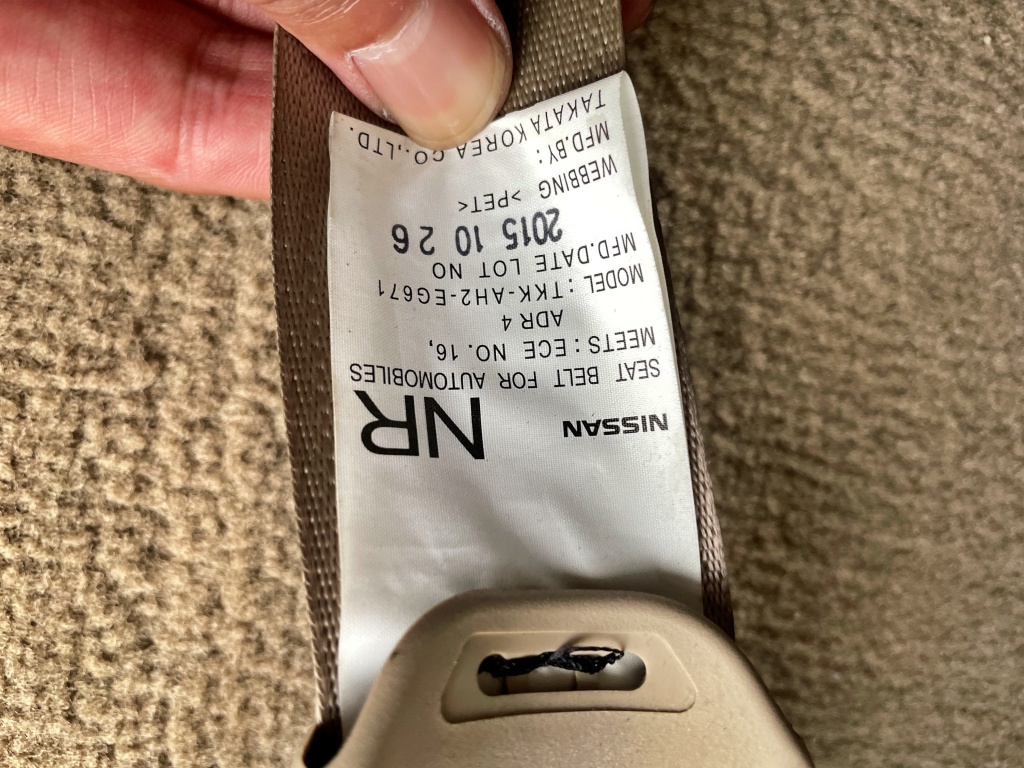 NISSAN NR
SEAT BELT FOR AUTOMOBILES
MEETS : ECE NO. 16,
ADR 4
MODEL : TKK-AH2-EG671
MFD.DATE LOT NO
2015 10 26
WEBBING >PET<
MFD.BY :
TAKATA KOREA CO.,LTD.